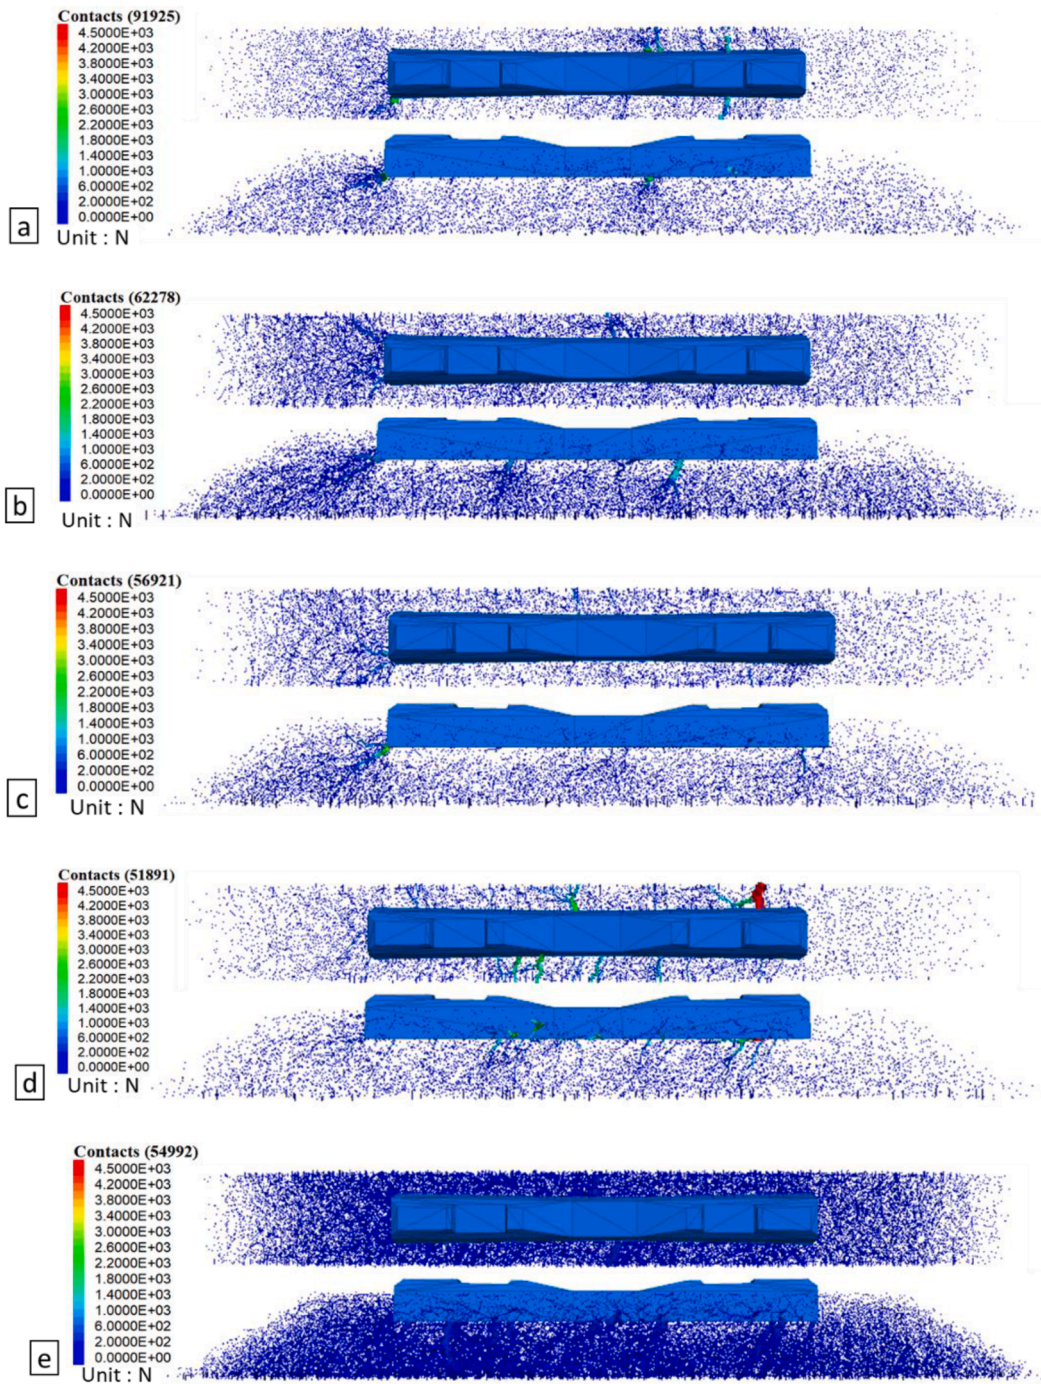 Contacts (91925)
4.5000E+03
4.2000E+03
3.8000E+03
3.4000E+03
3.0000E+03
2.6000E+03
2.2000E+03
1.8000E+03
1.4000E+03
1.0000E+03
6.0000E+02
0.0000E+00
a
Unit : N
Contacts (62278)
4.5000E+03
4.2000E+03
3.8000E+03
3.4000E+03
3.0000E+03
2.6000E+03
2.2000E+03
1.8000E+03
1.4000E+03
1.0000E+03
6.0000E+02
0.0000E+00
b
Unit : N
Contacts (56921)
4.5000E+03
4.2000E+03
3.8000E+03
3.4000E+03
3.0000E+03
2.6000E+03
2.2000E+03
1.8000E+03
1.4000E+03
1.0000E+03
6.0000E+02
2.0000E+02
0.0000E+00
c
Unit : N
Contacts (51891)
4.5000E+03
4.2000E+03
3.8000E+03
3.4000E+03
3.0000E+03
2.6000E+03
2.2000E+03
1.8000E+03
1.4000E+03
1.0000E+03
6.0000E+02
2.0000E+02
0.0000E+00
d
Unit : N
Contacts (54992)
4.5000E+03
4.2000E+03
3.8000E+03
3.4000E+03
3.0000E+03
2.6000E+03
2.2000E+03
1.8000E+03
1.4000E+03
1.0000E+03
6.0000E+02
2.0000E+02
0.0000E+00
e
Unit : N